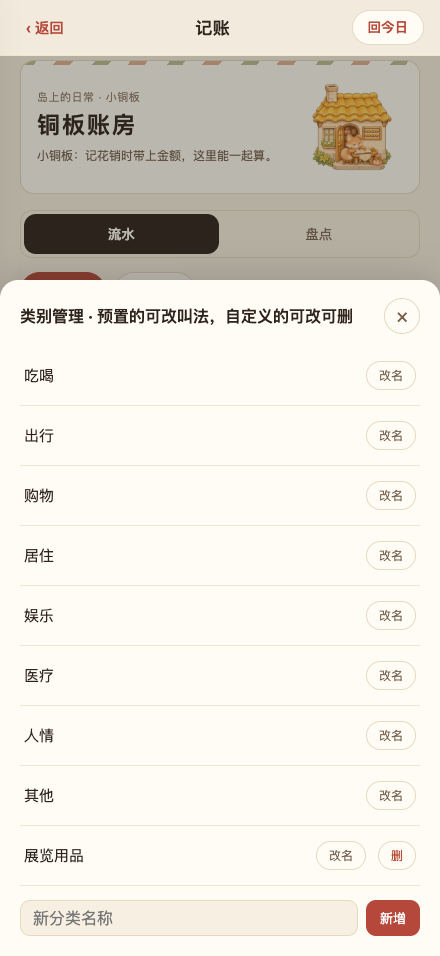 ‹ 返回
记账
回今日
岛上的日常 · 小铜板
铜板账房
小铜板：记花销时带上金额，这里能一起算。
流水
盘点
类别管理 · 预置的可改叫法，自定义的可改可删
×
吃喝
改名
出行
改名
购物
改名
居住
改名
娱乐
改名
医疗
改名
人情
改名
其他
改名
展览用品
改名
删
新分类名称
新增